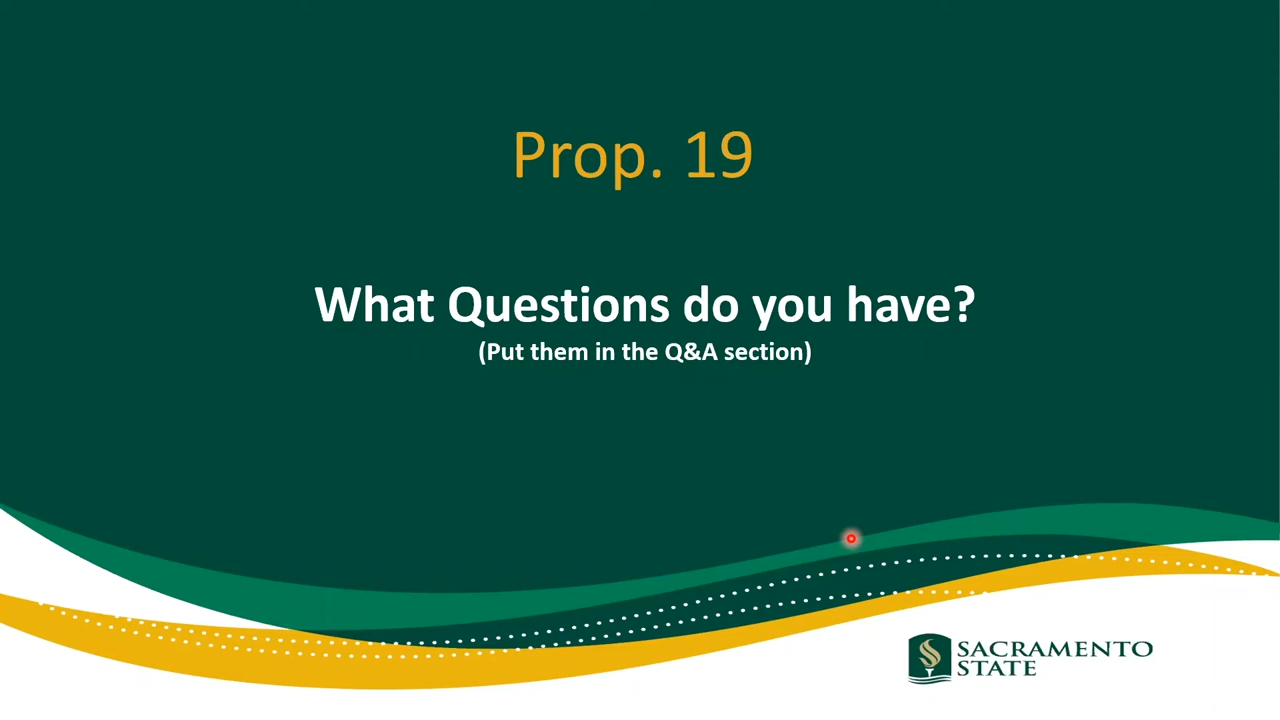 Prop. 19
What Questions do you have?
(Put them in the Q&A section)
SACRAMENTO
STATE